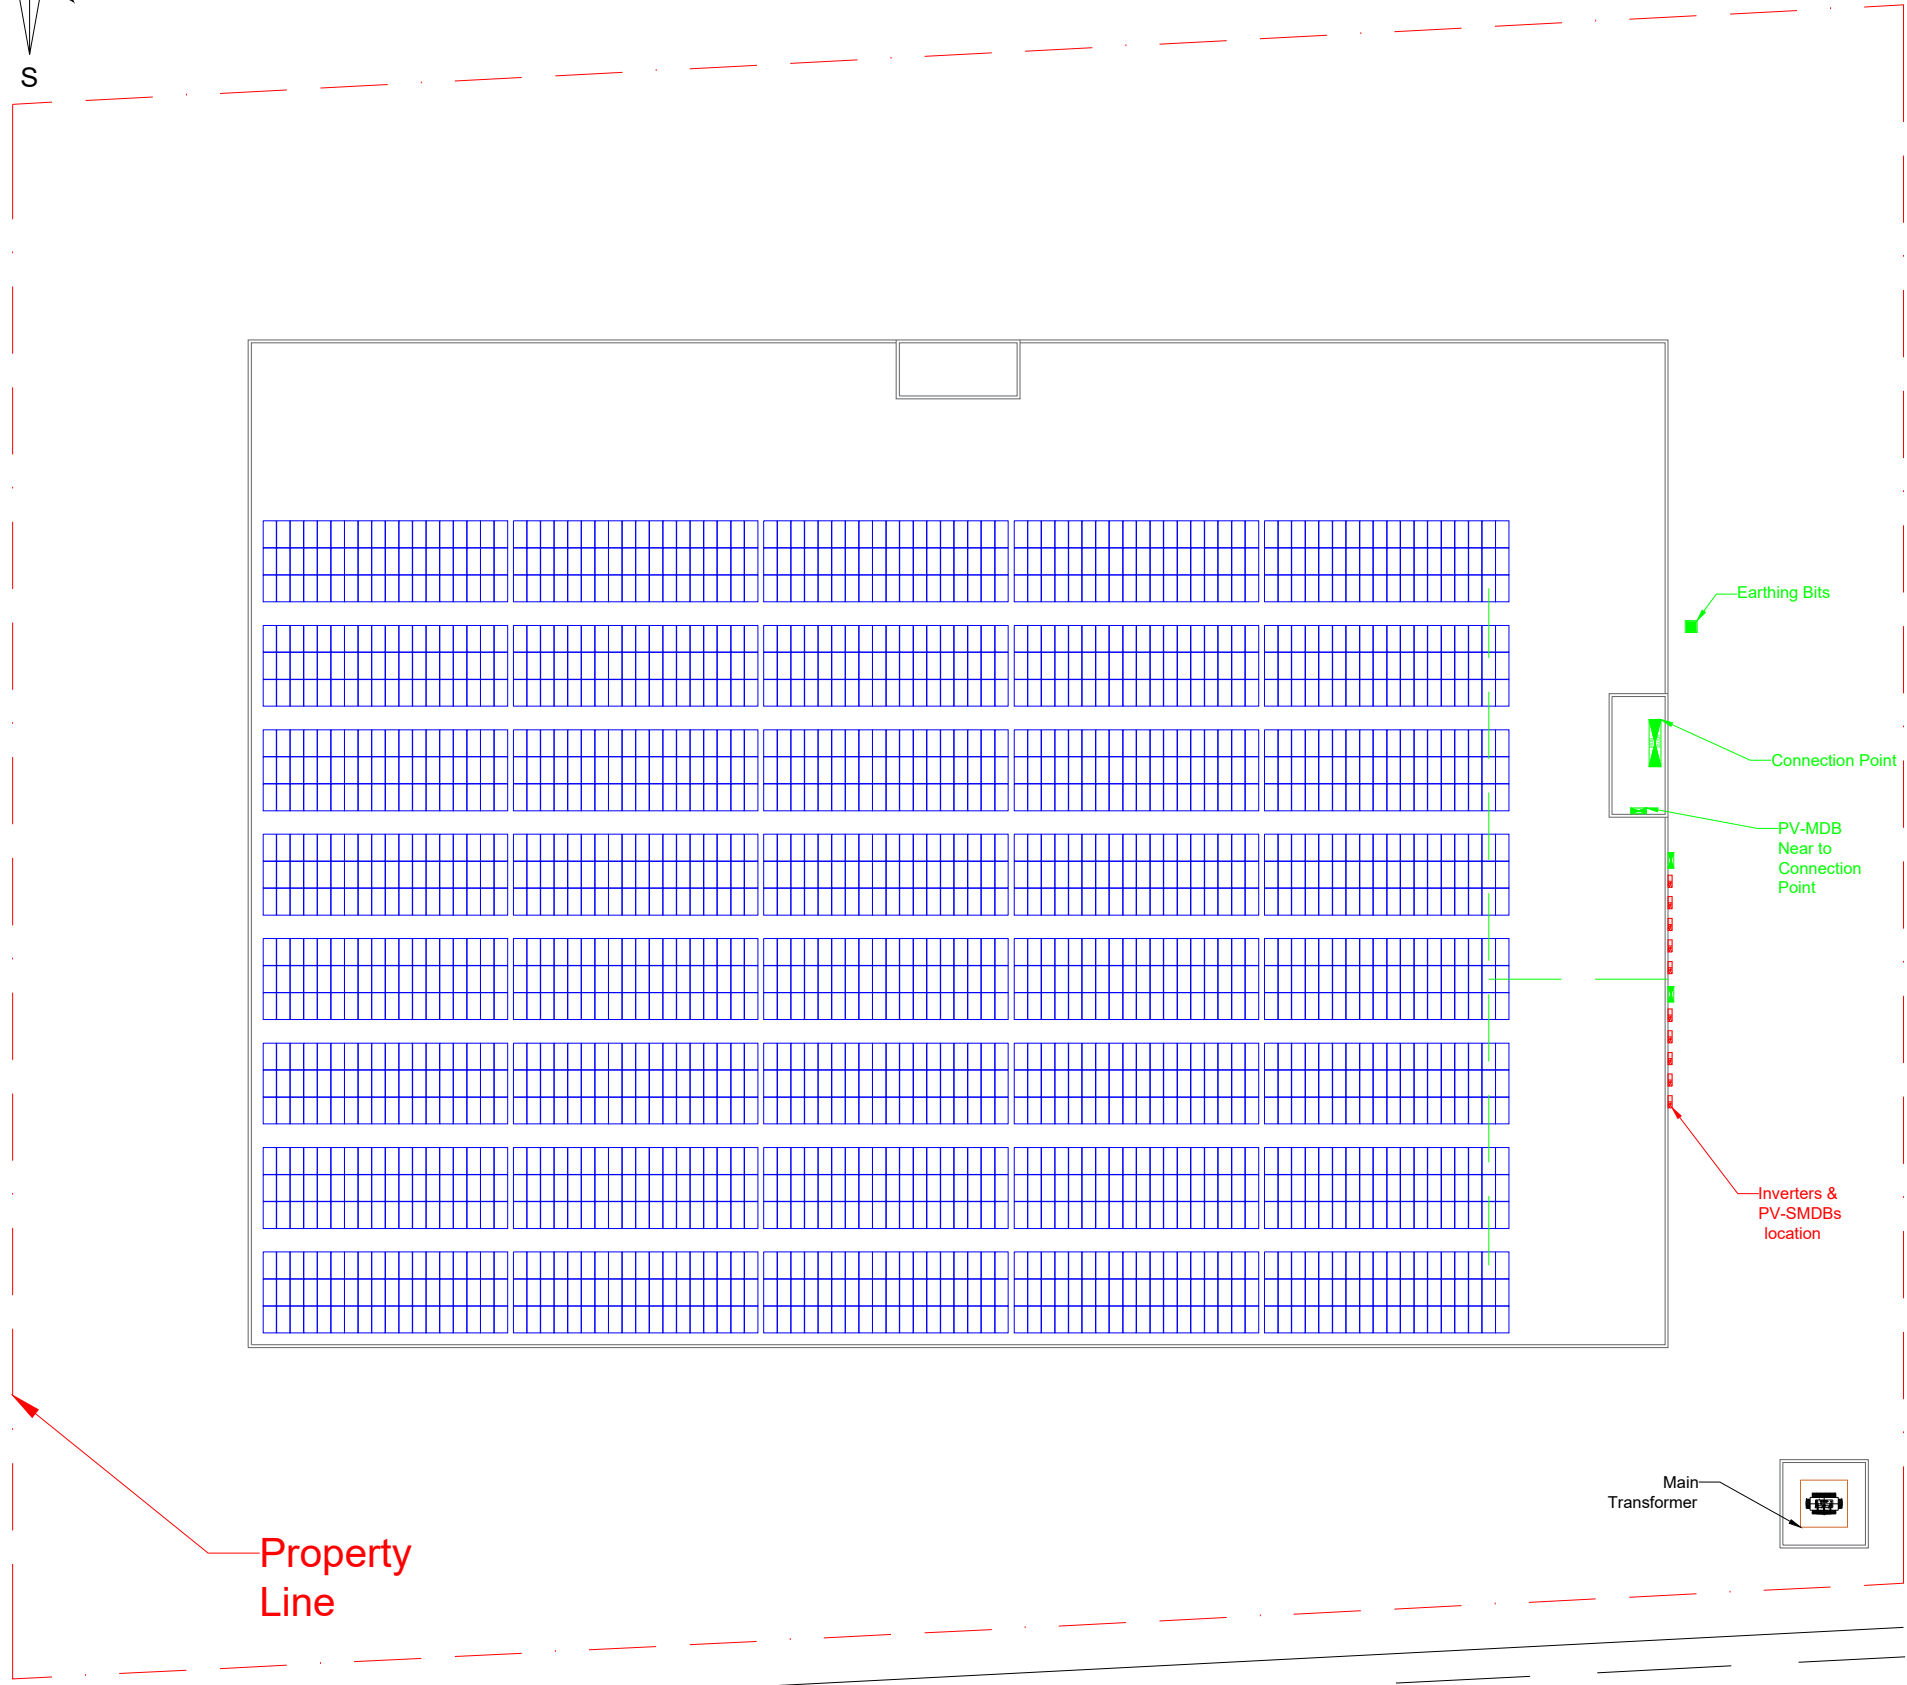 S
Earthing Bits
Connection Point
PV-MDB
Near to
Connection
Point
Inverters &
PV-SMDBs
location
Main
Transformer
Property
Line